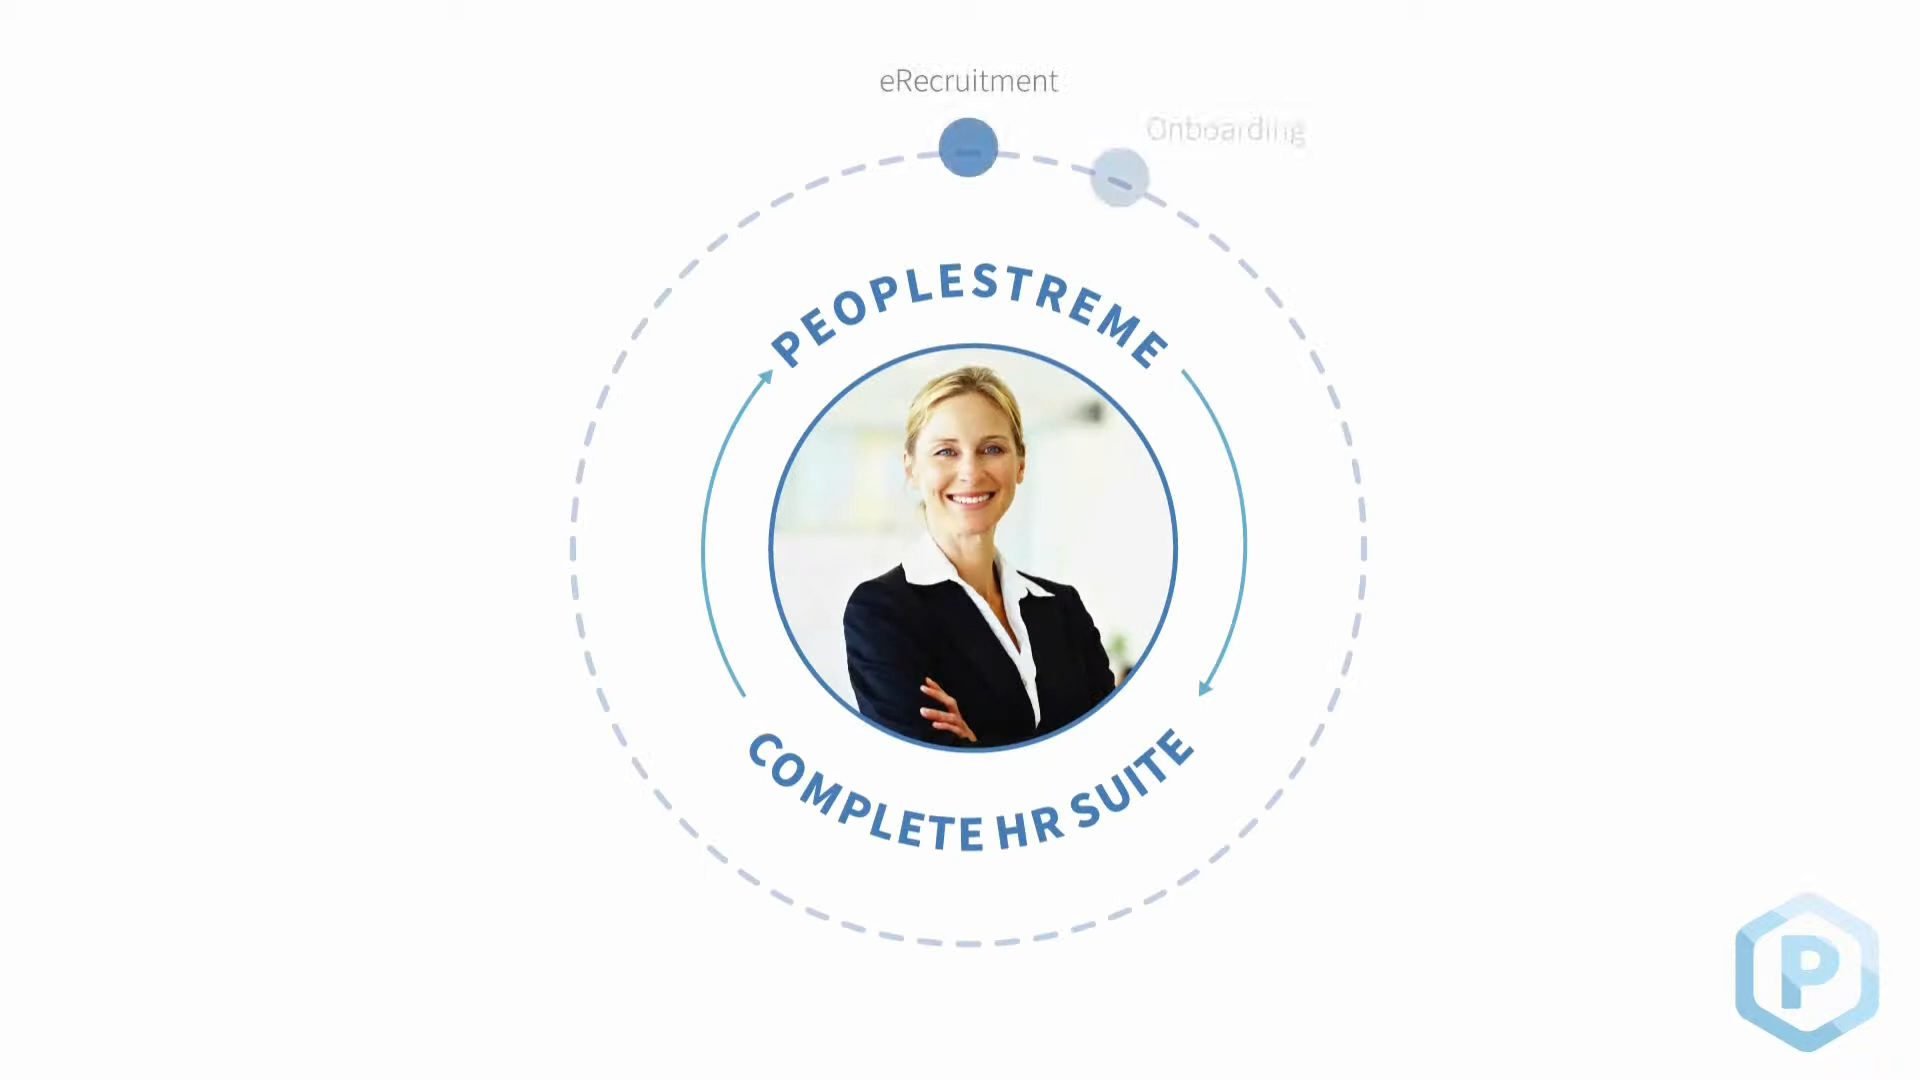 eRecruitment
Onboarding
PEOPLESTREME
COMPLETE HR SUITE
P